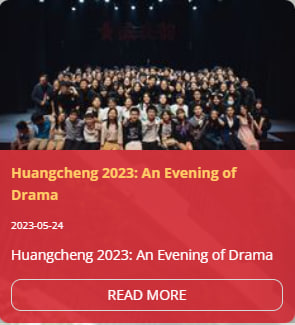 Huangcheng 2023: An Evening of
Drama
2023-05-24
Huangcheng 2023: An Evening of Drama
READ MORE